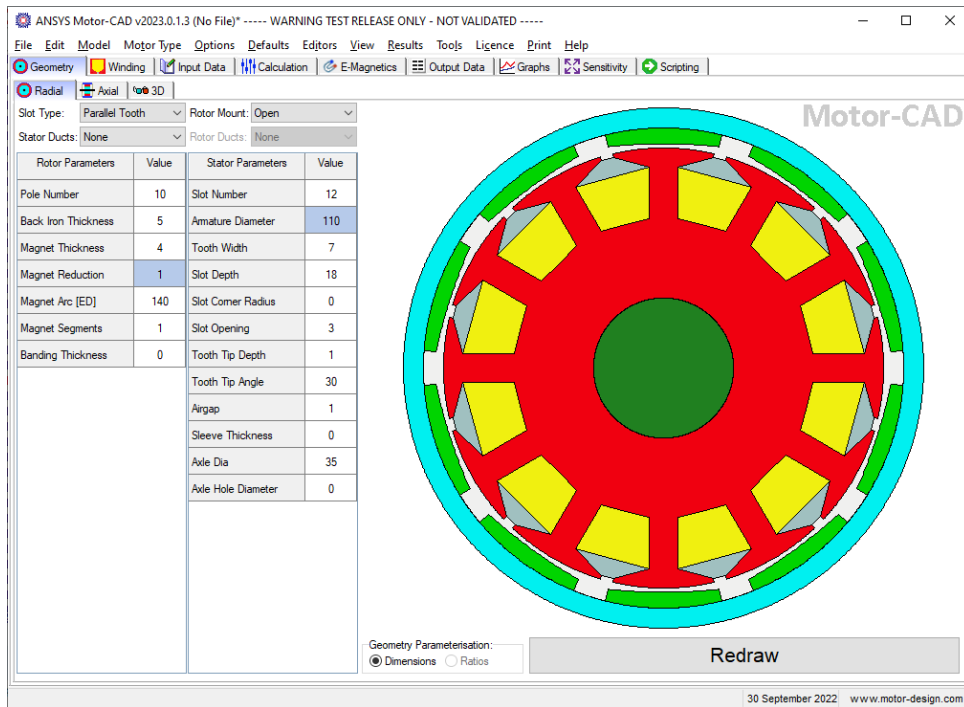 ANSYS Motor-CAD v2023.0.1.3 (No File)* ----- WARNING TEST RELEASE ONLY - NOT VALIDATED -----
File Edit Model Motor Type Options Defaults Editors View Results Tools Licence Print Help
Geometry Winding Input Data Calculation E-Magnetics Output Data Graphs Sensitivity Scripting
Radial Axial 3D
Slot Type: Parallel Tooth Rotor Mount: Open
Motor-CAD
Stator Ducts: None Rotor Ducts: None
Rotor Parameters Value Stator Parameters Value
Pole Number 10 Slot Number 12
Back Iron Thickness 5 Armature Diameter 110
Magnet Thickness 4 Tooth Width 7
Magnet Reduction 1 Slot Depth 18
Magnet Arc [ED] 140 Slot Corner Radius 0
Magnet Segments 1 Slot Opening 3
Banding Thickness 0 Tooth Tip Depth 1
Tooth Tip Angle 30
Airgap 1
Sleeve Thickness 0
Axle Dia 35
Axle Hole Diameter 0
Geometry Parameterisation:
Dimensions Ratios
Redraw
30 September 2022 www.motor-design.com